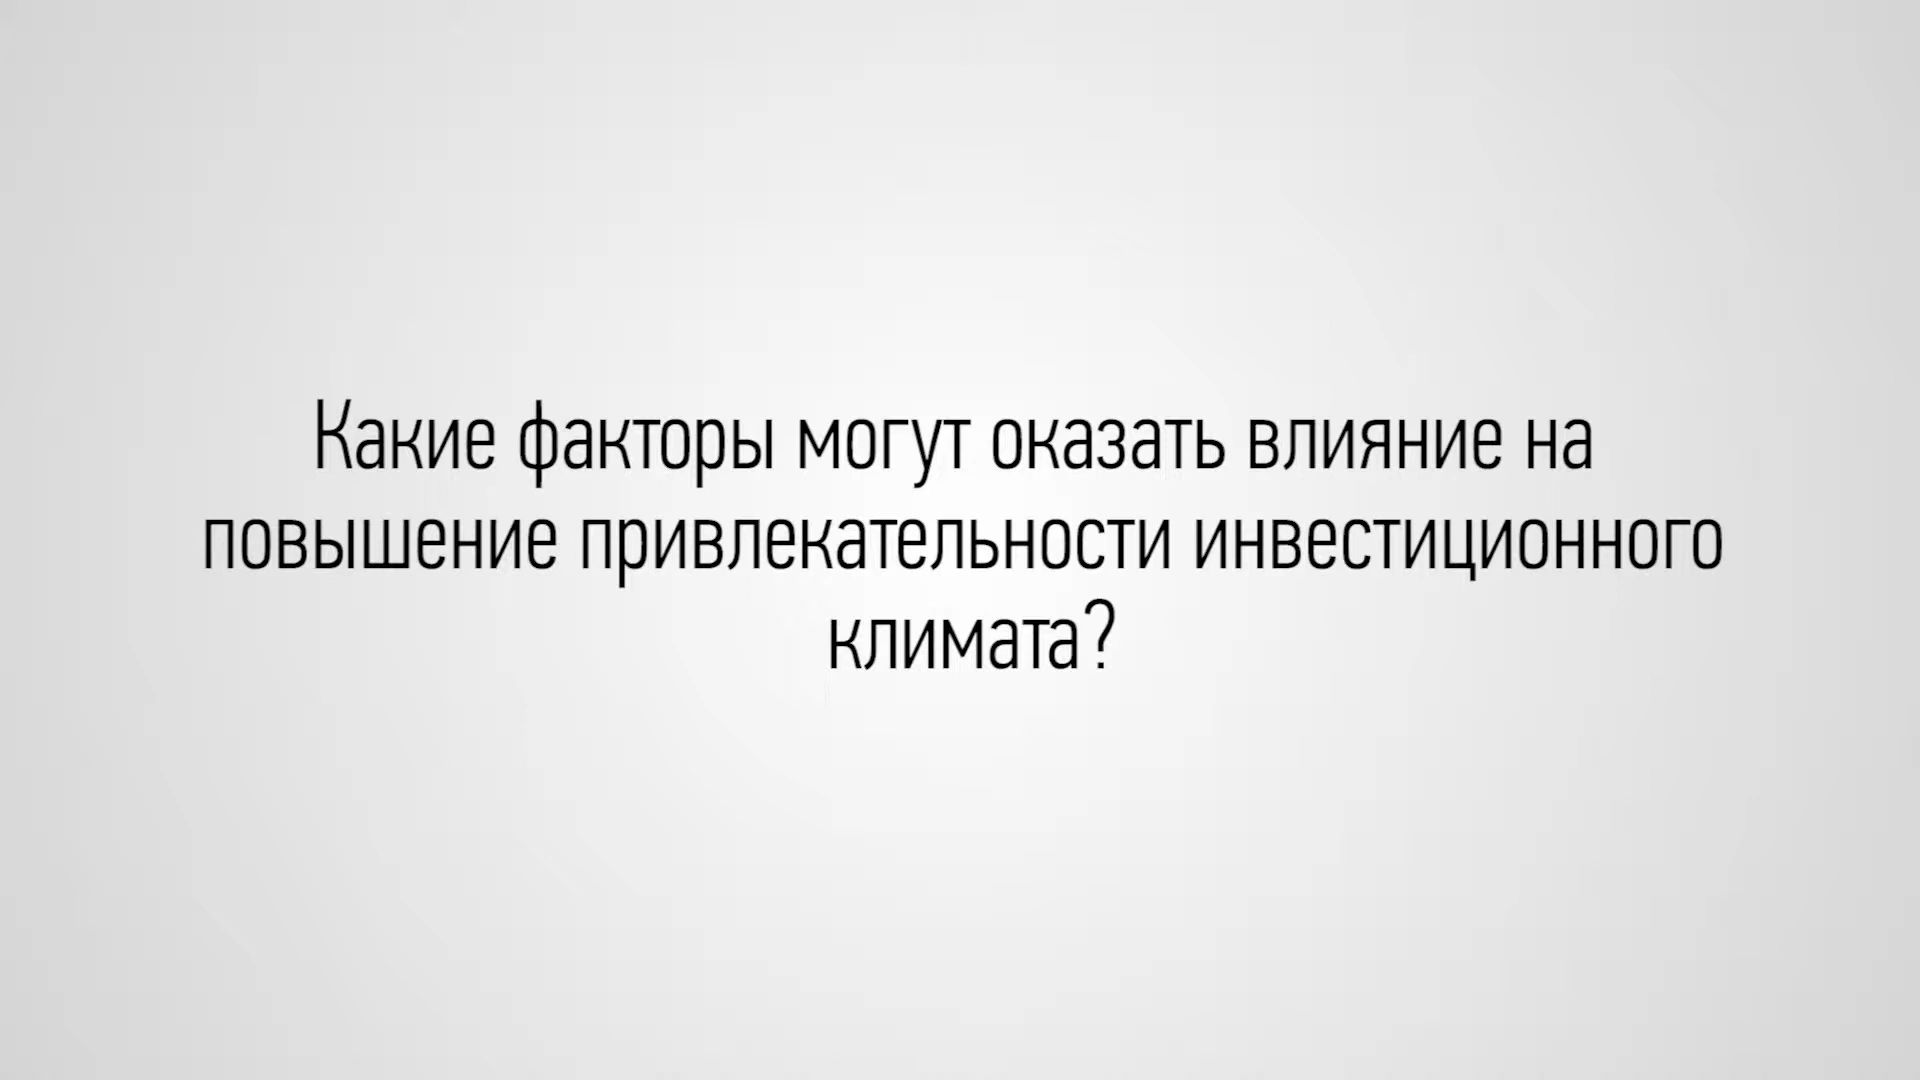 Какие факторы могут оказать влияние на
повышение привлекательности инвестиционного
климата?